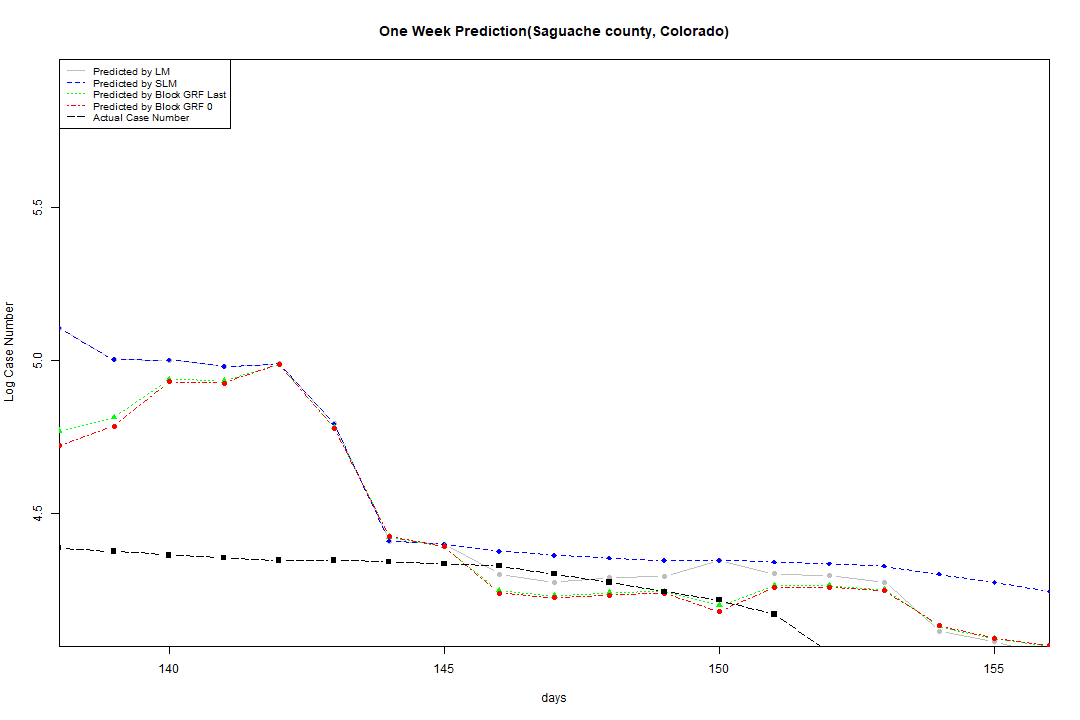 One Week Prediction(Saguache county, Colorado)
Predicted by LM
Predicted by SLM
Predicted by Block GRF Last
Predicted by Block GRF 0
Actual Case Number
5.5
5.0
4.5
Log Case Number
140 145 150 155
days